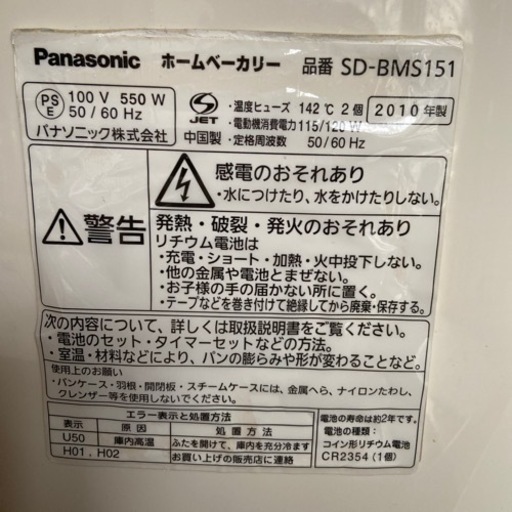 Panasonic ホームベーカリー 品番 SD-BMS151
PS E 100 V 550 W
50 / 60 Hz
パナソニック株式会社
S JET
中国製
・温度ヒューズ 142℃ 2個
2010年製
・電動機消費電力 115/120 W
・定格周波数 50/60 Hz
警告
感電のおそれあり
・水につけたり、水をかけたりしない。
発熱・破裂・発火のおそれあり
リチウム電池は
・充電・ショート・加熱・火中投下しない。
・他の金属や電池とまぜない。
・お子様の手の届かない所に置く。
・テープなどを巻き付けて絶縁してから廃棄・保存する。
次の内容について、詳しくは取扱説明書をご覧ください。
・電池のセット・タイマーセットなどについて。
・室温・材料などにより、パンの膨らみや形が変わることなど。
使用上のお願い
・パンケース・羽根・開閉板・スチームケースには、金属へら、ナイロンたわし、
クレンザー等を使用しないでください。
エラー表示と処置方法
表示 原因 処置方法
U50 庫内高温 ふたを開けて、庫内を充分冷ます
H01 , H02 お買い上げの販売店に連絡
電池の寿命は約2年です。
電池の種類：
コイン形リチウム電池
CR2354 (1個)